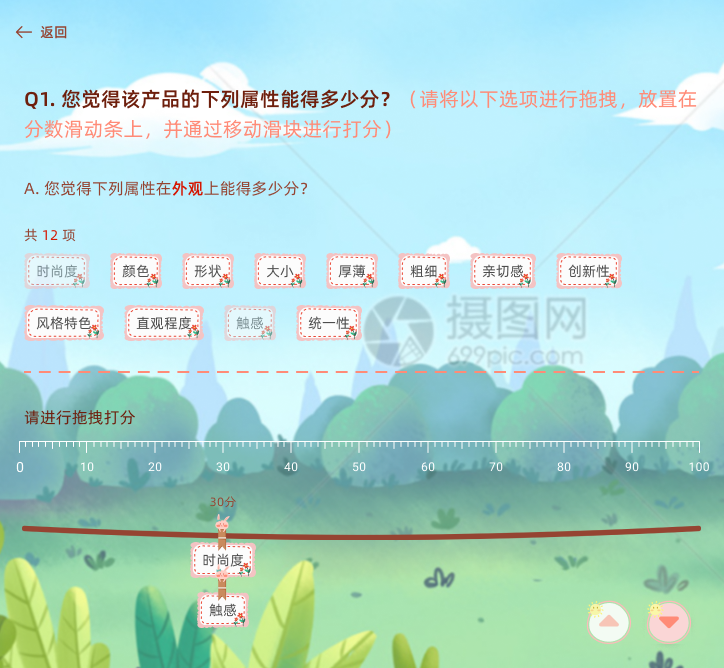 返回
Q1. 您觉得该产品的下列属性能得多少分？（请将以下选项进行拖拽，放置在
分数滑动条上，并通过移动滑块进行打分）
A. 您觉得下列属性在外观上能得多少分?
共 12 项
时尚度 颜色 形状 大小 厚薄 粗细 亲切感 创新性
风格特色 直观程度 触感 统一性
摄图网
699pic.com
请进行拖拽打分
0 10 20 30 40 50 60 70 80 90 100
30分
时尚度
触感